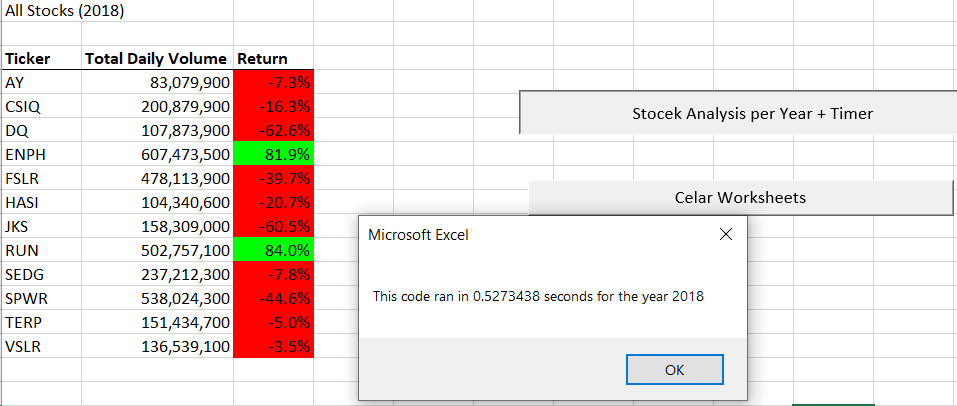 All Stocks (2018)
Ticker Total Daily Volume Return
AY 83,079,900 -7.3%
CSIQ 200,879,900 -16.3%
DQ 107,873,900 -62.6%
ENPH 607,473,500 81.9%
FSLR 478,113,900 -39.7%
HASI 104,340,600 -20.7%
JKS 158,309,000 -60.5%
RUN 502,757,100 84.0%
SEDG 237,212,300 -7.8%
SPWR 538,024,300 -44.6%
TERP 151,434,700 -5.0%
VSLR 136,539,100 -3.5%
Stocek Analysis per Year + Timer
Celar Worksheets
Microsoft Excel
This code ran in 0.5273438 seconds for the year 2018
OK